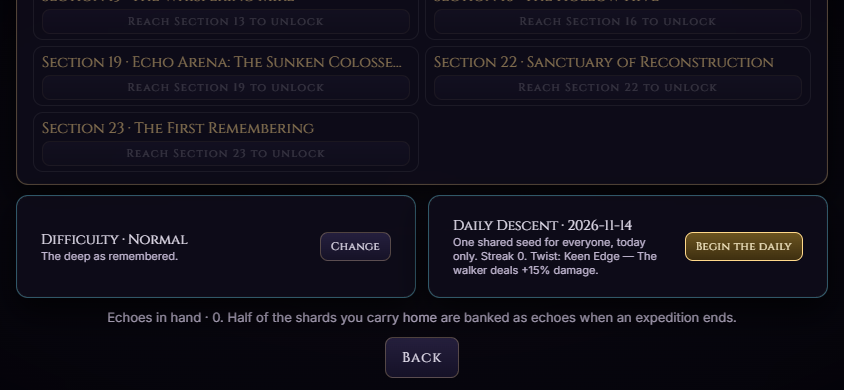 Reach Section 13 to unlock
Reach Section 16 to unlock
Section 19 · Echo Arena: The Sunken Colosse...
Section 22 · Sanctuary of Reconstruction
Reach Section 19 to unlock
Reach Section 22 to unlock
Section 23 · The First Remembering
Reach Section 23 to unlock
Difficulty · Normal
The deep as remembered.
Change
Daily Descent · 2026-11-14
One shared seed for everyone, today
only. Streak 0. Twist: Keen Edge — The
walker deals +15% damage.
Begin the daily
Echoes in hand · 0. Half of the shards you carry home are banked as echoes when an expedition ends.
Back